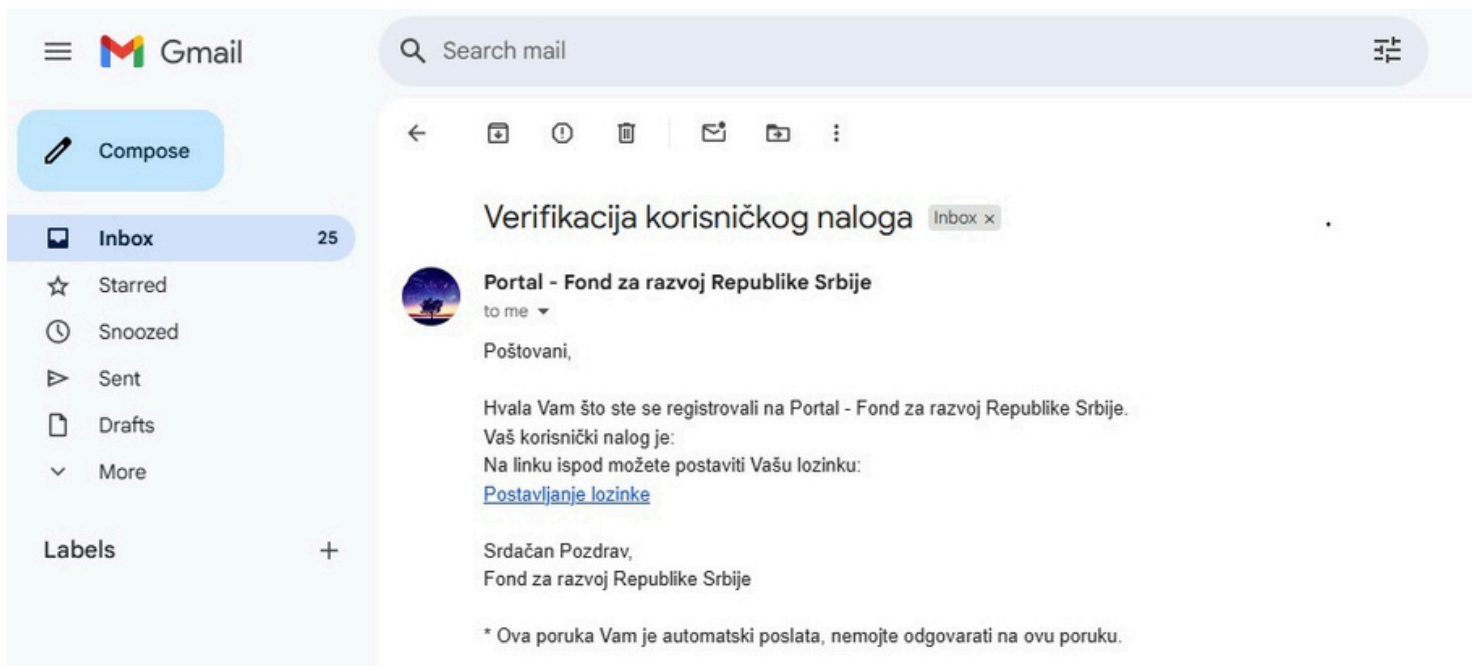 Gmail
Search mail
Compose
Inbox 25
Starred
Snoozed
Sent
Drafts
More
Labels
Verifikacija korisničkog naloga Inbox x
Portal - Fond za razvoj Republike Srbije
to me
Poštovani,
Hvala Vam što ste se registrovali na Portal - Fond za razvoj Republike Srbije.
Vaš korisnički nalog je:
Na linku ispod možete postaviti Vašu lozinku:
Postavljanje lozinke
Srdačan Pozdrav,
Fond za razvoj Republike Srbije
* Ova poruka Vam je automatski poslata, nemojte odgovarati na ovu poruku.